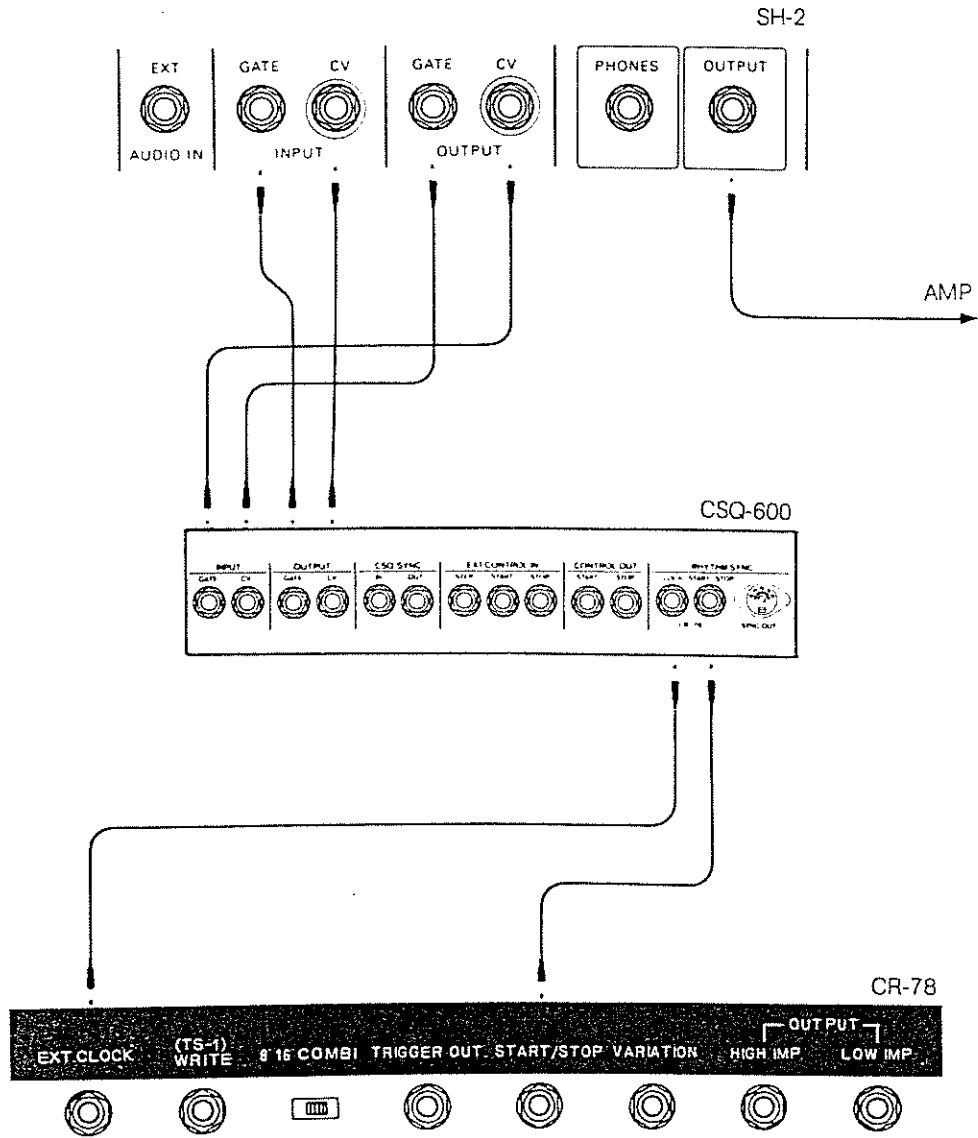 SH-2
EXT GATE CV GATE CV PHONES OUTPUT
AUDIO IN INPUT OUTPUT
AMP
CSQ-600
INPUT OUTPUT CSQ SYNC EXT CONTROL IN CONTROL OUT RHYTHM SYNC
GATE CV GATE CV IN OUT STEP START STOP START STOP START STOP
SYNC OUT
CR-78
OUTPUT
EXT.CLOCK (TS-1) WRITE 8 16 COMBI TRIGGER OUT START/STOP VARIATION HIGH IMP LOW IMP